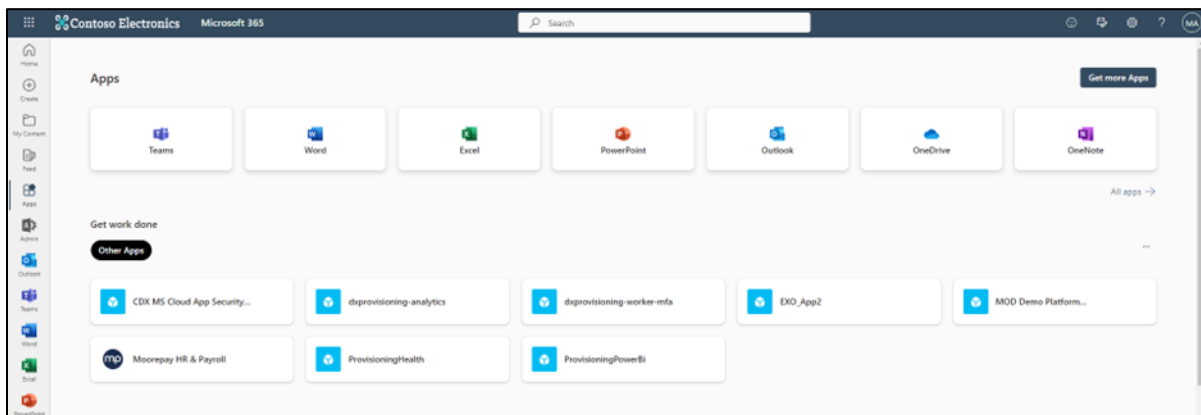 Contoso Electronics Microsoft 365 Search ? MA
Home
Create
My Content
Feed
Apps
Admin
Outlook
Teams
Word
Excel
PowerPoint
Apps Get more Apps
Teams Word Excel PowerPoint Outlook OneDrive OneNote
All apps →
Get work done
Other Apps ...
CDX MS Cloud App Security... dxprovisioning-analytics dxprovisioning-worker-mfa EXO_App2 MOD Demo Platform...
mp Moorepay HR & Payroll ProvisioningHealth ProvisioningPowerBi